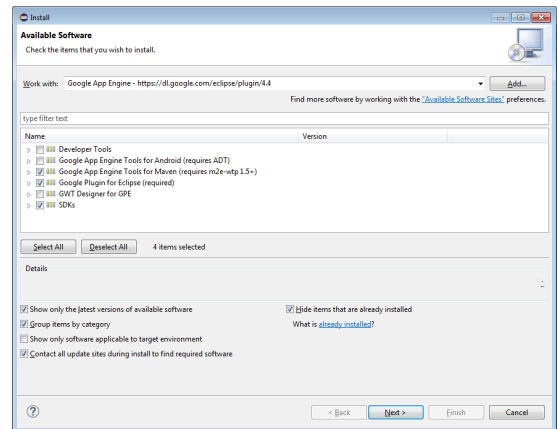 Install
Available Software
Check the items that you wish to install.
Work with: Google App Engine - https://dl.google.com/eclipse/plugin/4.4 Add...
Find more software by working with the "Available Software Sites" preferences.
type filter text
Name Version
Developer Tools
Google App Engine Tools for Android (requires ADT)
Google App Engine Tools for Maven (requires m2e-wtp 1.5+)
Google Plugin for Eclipse (required)
GWT Designer for GPE
SDKs
Select All Deselect All 4 items selected
Details
Show only the latest versions of available software Hide items that are already installed
Group items by category What is already installed?
Show only software applicable to target environment
Contact all update sites during install to find required software
? < Back Next > Finish Cancel